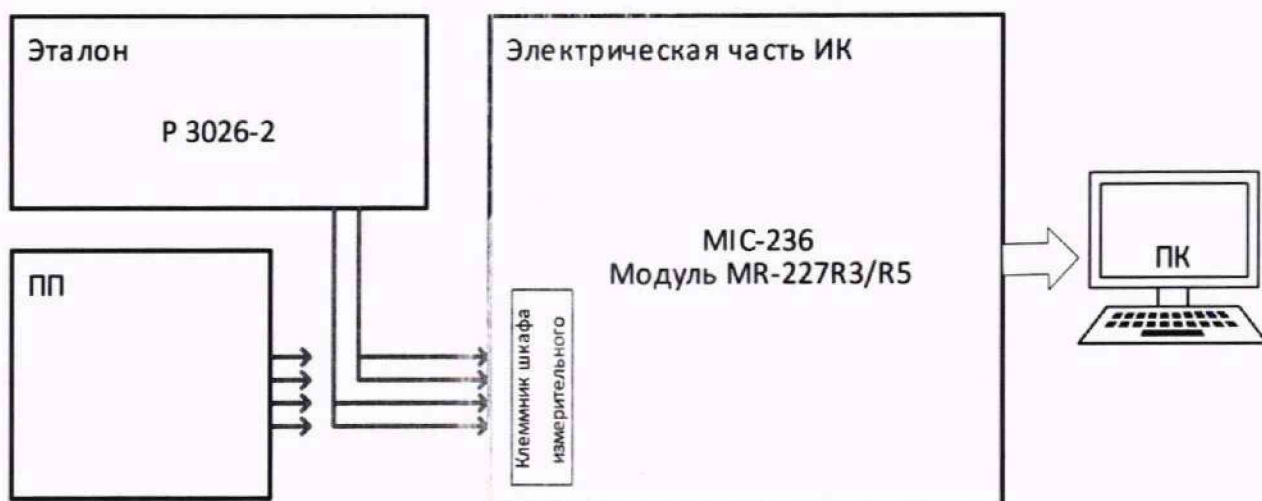 Эталон
Р 3026-2
ПП
Электрическая часть ИК
MIC-236
Модуль MR-227R3/R5
Клеммник шкафа
измерительного
ПК